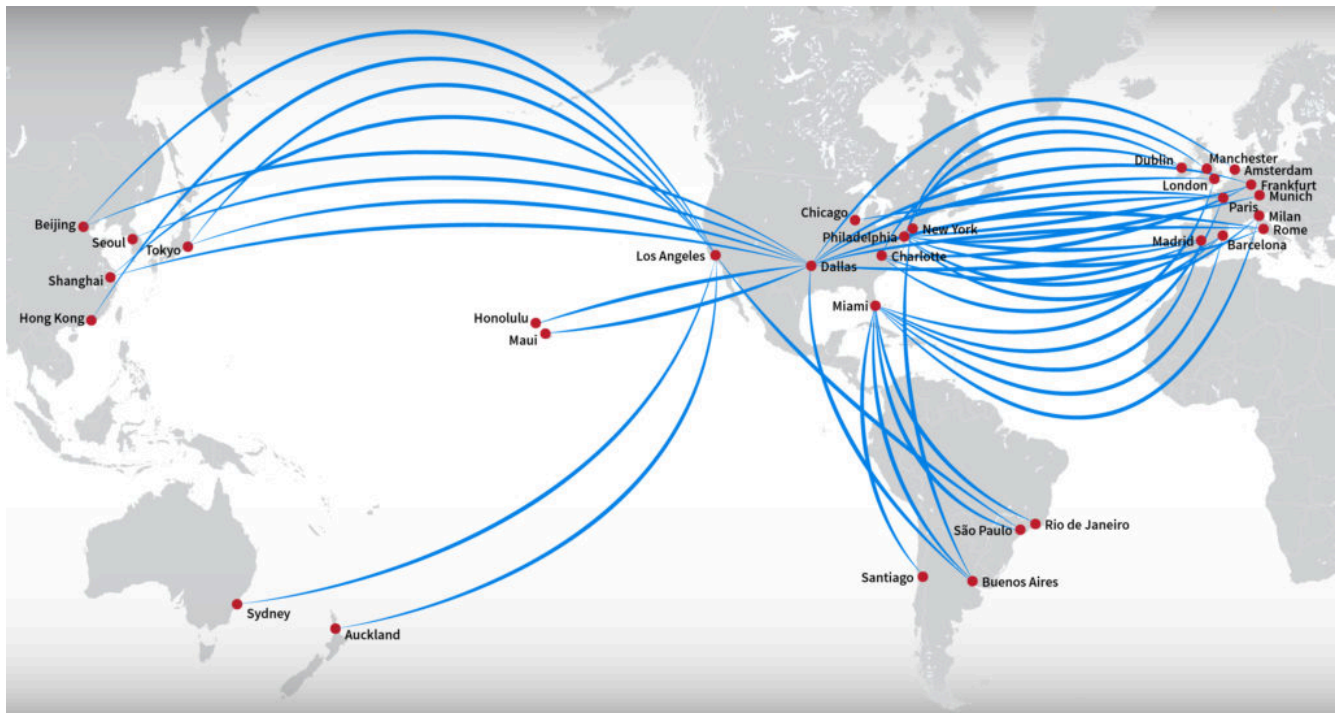 Beijing
Seoul
Tokyo
Shanghai
Hong Kong
Honolulu
Maui
Sydney
Auckland
Los Angeles
Dallas
Chicago
New York
Philadelphia
Charlotte
Miami
Dublin
Manchester
Amsterdam
London
Frankfurt
Munich
Paris
Milan
Rome
Madrid
Barcelona
São Paulo
Rio de Janeiro
Santiago
Buenos Aires